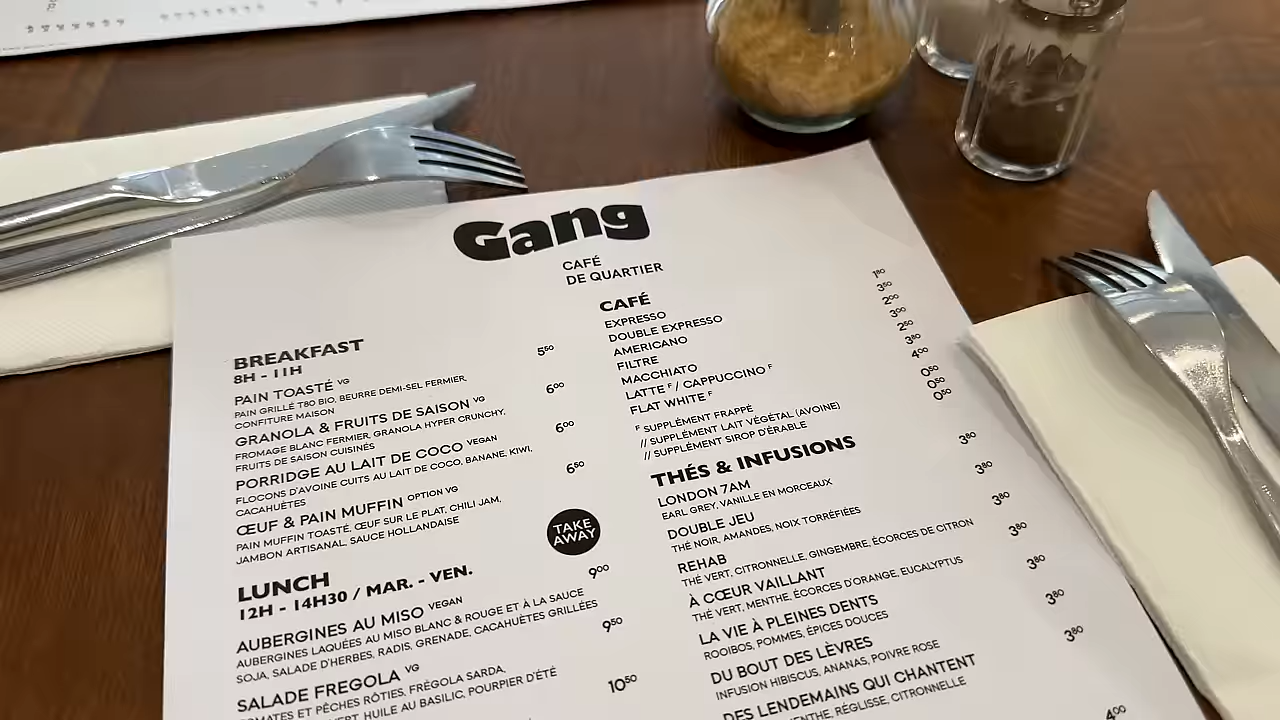 Gang
CAFÉ
DE QUARTIER
BREAKFAST
8H - 11H
PAIN TOASTÉ VG 5⁵⁰
PAIN GRILLÉ T80 BIO, BEURRE DEMI-SEL FERMIER,
CONFITURE MAISON
GRANOLA & FRUITS DE SAISON VG 6⁰⁰
FROMAGE BLANC FERMIER, GRANOLA HYPER CRUNCHY,
FRUITS DE SAISON CUISINÉS
PORRIDGE AU LAIT DE COCO VEGAN 6⁰⁰
FLOCONS D'AVOINE CUITS AU LAIT DE COCO, BANANE, KIWI,
CACAHUÈTES
ŒUF & PAIN MUFFIN OPTION VG 6⁵⁰
PAIN MUFFIN TOASTÉ, ŒUF SUR LE PLAT, CHILI JAM,
JAMBON ARTISANAL, SAUCE HOLLANDAISE
TAKE
AWAY
LUNCH
12H - 14H30 / MAR. - VEN.
AUBERGINES AU MISO VEGAN 9⁰⁰
AUBERGINES LAQUÉES AU MISO BLANC & ROUGE ET À LA SAUCE
SOJA, SALADE D'HERBES, RADIS, GRENADE, CACAHUÈTES GRILLÉES
SALADE FREGOLA VG 9⁵⁰
TOMATES ET PÊCHES RÔTIES, FRÉGOLA SARDA,
VERT, HUILE AU BASILIC, POURPIER D'ÉTÉ
10⁵⁰
CAFÉ
EXPRESSO 1⁸⁰
DOUBLE EXPRESSO 3⁵⁰
AMERICANO 2⁰⁰
FILTRE 3⁰⁰
MACCHIATO 2⁵⁰
LATTE F / CAPPUCCINO F 3⁸⁰
FLAT WHITE F 4⁰⁰
F SUPPLÉMENT FRAPPÉ 0⁵⁰
// SUPPLÉMENT LAIT VÉGÉTAL (AVOINE) 0⁵⁰
// SUPPLÉMENT SIROP D'ÉRABLE 0⁵⁰
THÉS & INFUSIONS
LONDON 7AM 3⁸⁰
EARL GREY, VANILLE EN MORCEAUX
DOUBLE JEU 3⁸⁰
THÉ NOIR, AMANDES, NOIX TORRÉFIÉES
REHAB 3⁸⁰
THÉ VERT, CITRONNELLE, GINGEMBRE, ÉCORCES DE CITRON
À CŒUR VAILLANT 3⁸⁰
THÉ VERT, MENTHE, ÉCORCES D'ORANGE, EUCALYPTUS
LA VIE À PLEINES DENTS 3⁸⁰
ROOIBOS, POMMES, ÉPICES DOUCES
DU BOUT DES LÈVRES 3⁸⁰
INFUSION HIBISCUS, ANANAS, POIVRE ROSE
DES LENDEMAINS QUI CHANTENT 3⁸⁰
MENTHE, RÉGLISSE, CITRONNELLE
4⁰⁰